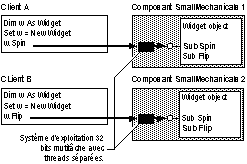 Client A
Composant SmallMechanicals 1
Dim w As Widget
Set w = New Widget
w. Spin
Widget object
Sub Spin
Sub Flip
Client B
Composant SmallMechanicals 2
Dim w As Widget
Set w = New Widget
w. Flip
Widget object
Sub Spin
Sub Flip
Système d'exploitation 32
bits multitâche avec
threads séparées.